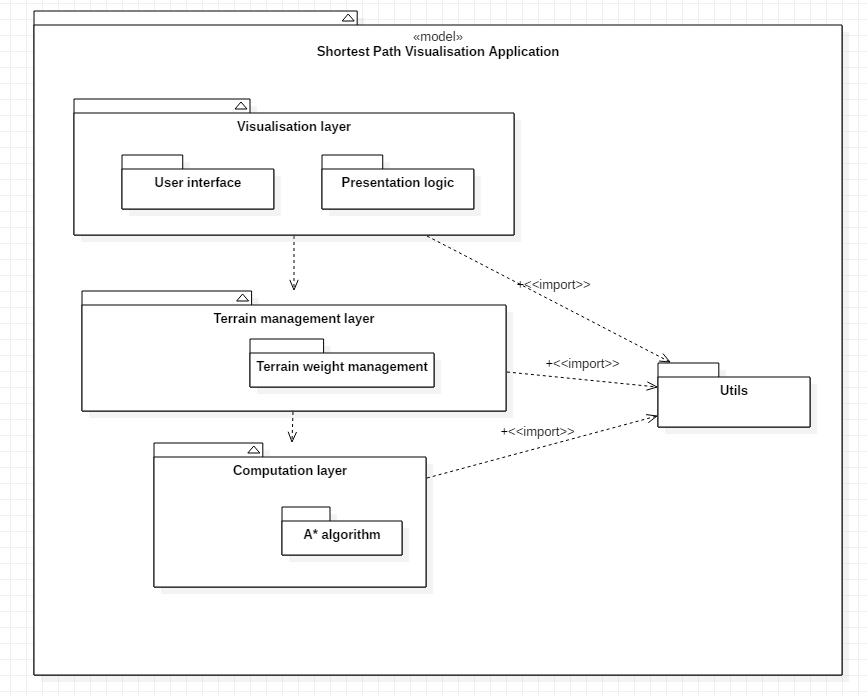 «model»
Shortest Path Visualisation Application
Visualisation layer
User interface
Presentation logic
+<<import>>
Terrain management layer
Terrain weight management
+<<import>>
Utils
+<<import>>
Computation layer
A* algorithm